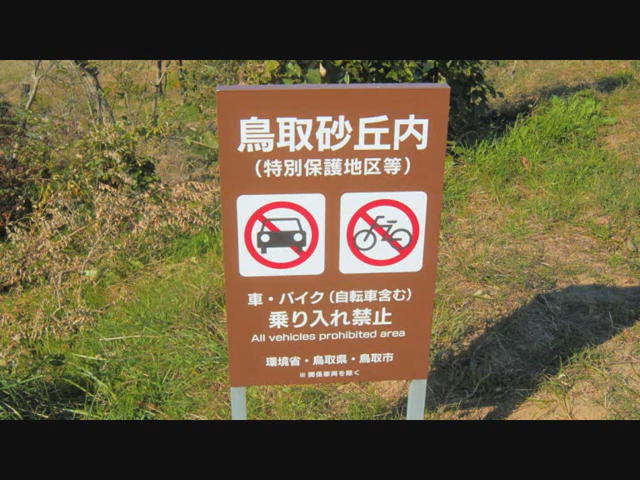 鳥取砂丘内
（特別保護地区等）
車・バイク（自転車含む）
乗り入れ禁止
All vehicles prohibited area
環境省・鳥取県・鳥取市
※関係車両を除く